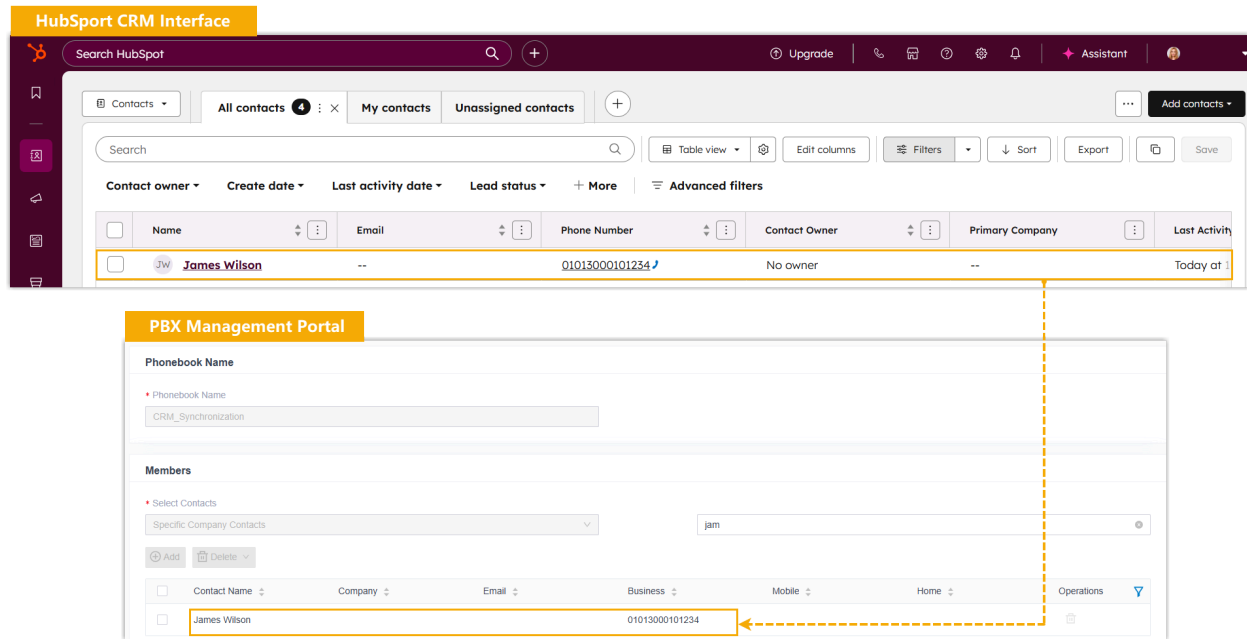 HubSport CRM Interface
Search HubSpot
Upgrade
Assistant
Contacts
All contacts 4
My contacts
Unassigned contacts
Add contacts
Search
Table view
Edit columns
Filters
Sort
Export
Save
Contact owner
Create date
Last activity date
Lead status
More
Advanced filters
Name
Email
Phone Number
Contact Owner
Primary Company
Last Activity
JW James Wilson
--
01013000101234
No owner
--
Today at 1
PBX Management Portal
Phonebook Name
* Phonebook Name
CRM_Synchronization
Members
* Select Contacts
Specific Company Contacts
jam
Add
Delete
Contact Name
Company
Email
Business
Mobile
Home
Operations
James Wilson
01013000101234